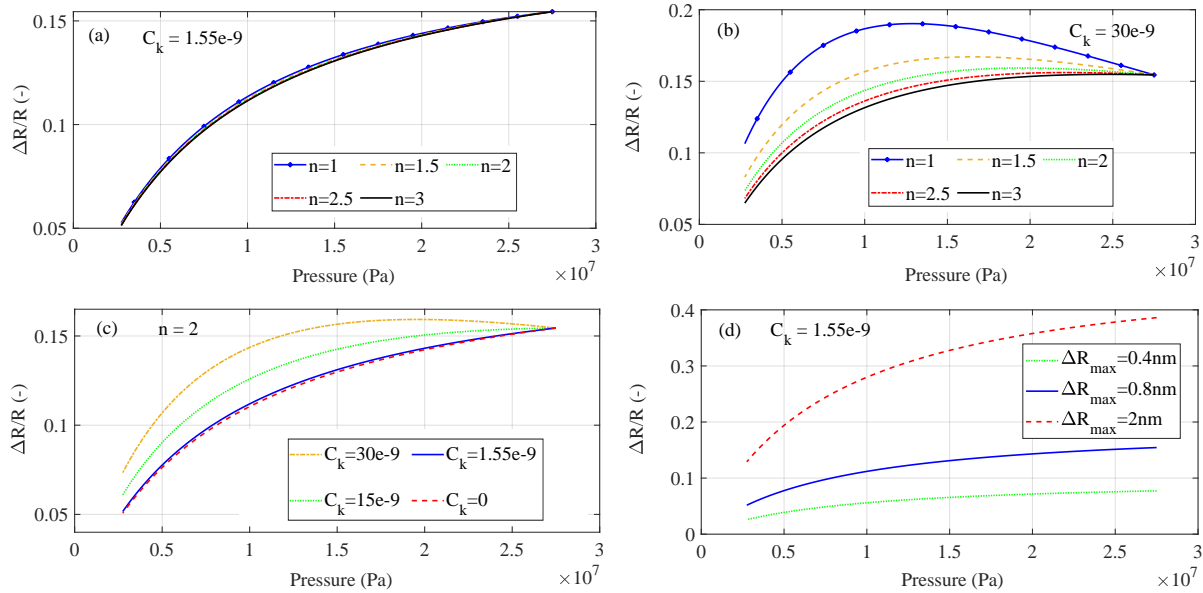 (a)
C_k = 1.55e-9
0.15
0.1
0.05
ΔR/R (-)
n=1 n=1.5 n=2
n=2.5 n=3
0 0.5 1 1.5 2 2.5 3
Pressure (Pa)
×10^7
(b)
C_k = 30e-9
0.2
0.15
0.1
0.05
ΔR/R (-)
n=1 n=1.5 n=2
n=2.5 n=3
0 0.5 1 1.5 2 2.5 3
Pressure (Pa)
×10^7
(c)
n = 2
0.15
0.1
0.05
ΔR/R (-)
C_k=30e-9 C_k=1.55e-9
C_k=15e-9 C_k=0
0 0.5 1 1.5 2 2.5 3
Pressure (Pa)
×10^7
(d)
C_k = 1.55e-9
0.4
0.3
0.2
0.1
0
ΔR/R (-)
ΔR_max=0.4nm
ΔR_max=0.8nm
ΔR_max=2nm
0 0.5 1 1.5 2 2.5 3
Pressure (Pa)
×10^7